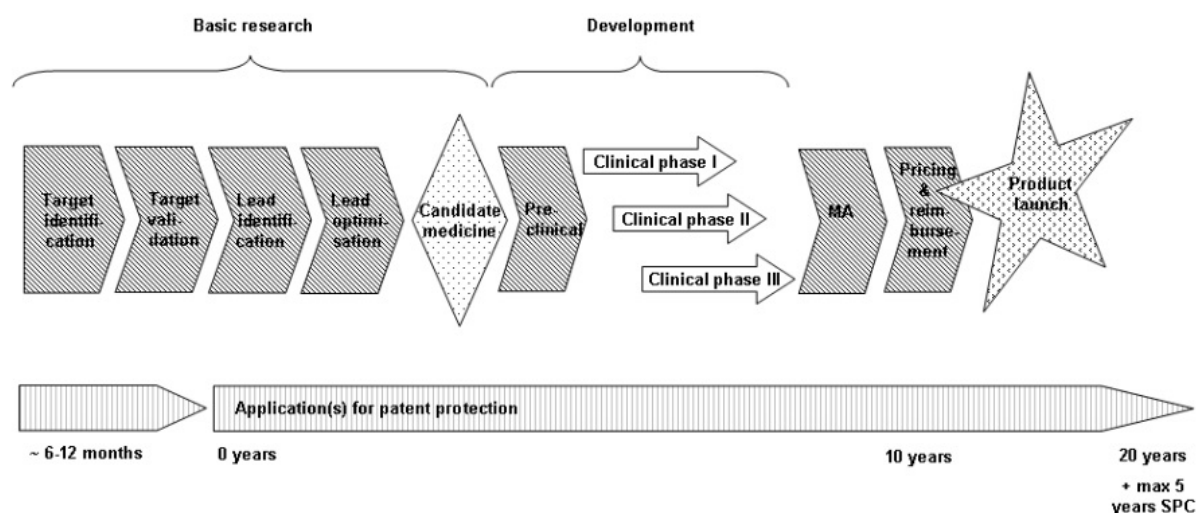 Basic research
Development
Target
identifi-
cation
Target
vali-
dation
Lead
identifi-
cation
Lead
optimi-
sation
Candidate
medicine
Pre-
clinical
Clinical phase I
Clinical phase II
Clinical phase III
MA
Pricing
&
reim-
burse-
ment
Product
launch
Application(s) for patent protection
~ 6-12 months
0 years
10 years
20 years
+ max 5
years SPC